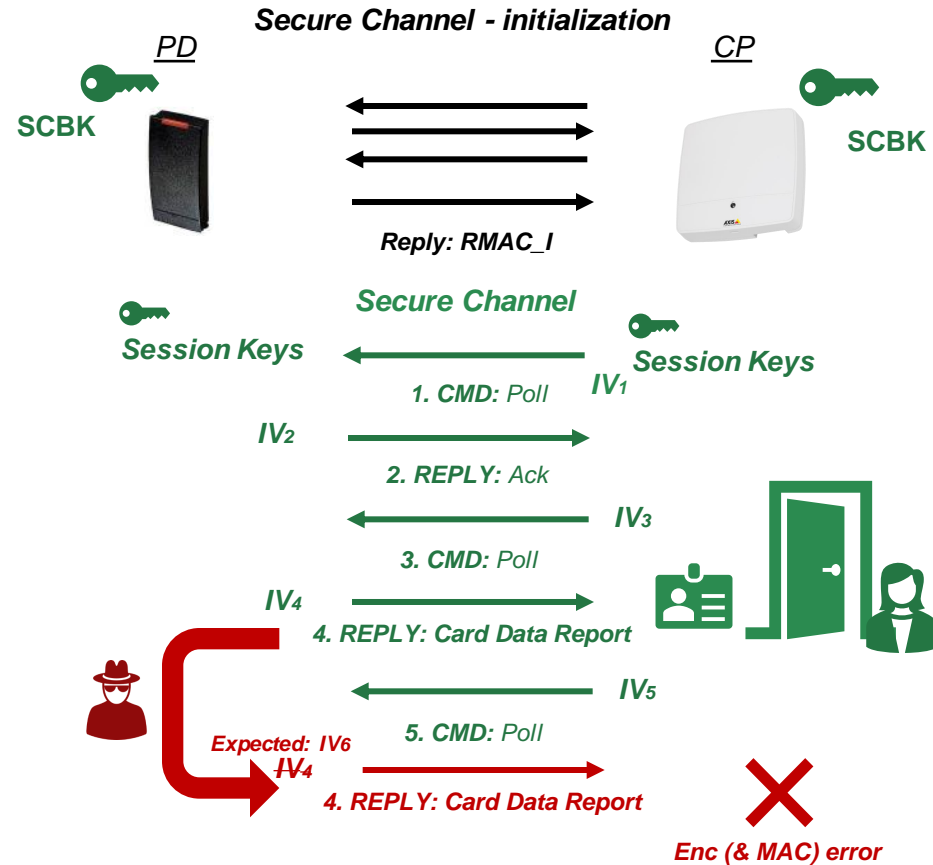 Secure Channel - initialization
PD
CP
SCBK
SCBK
AXIS
Reply: RMAC_I
Secure Channel
Session Keys
Session Keys
IV1
1. CMD: Poll
IV2
2. REPLY: Ack
IV3
3. CMD: Poll
IV4
4. REPLY: Card Data Report
IV5
5. CMD: Poll
Expected: IV6
IV4
4. REPLY: Card Data Report
Enc (& MAC) error